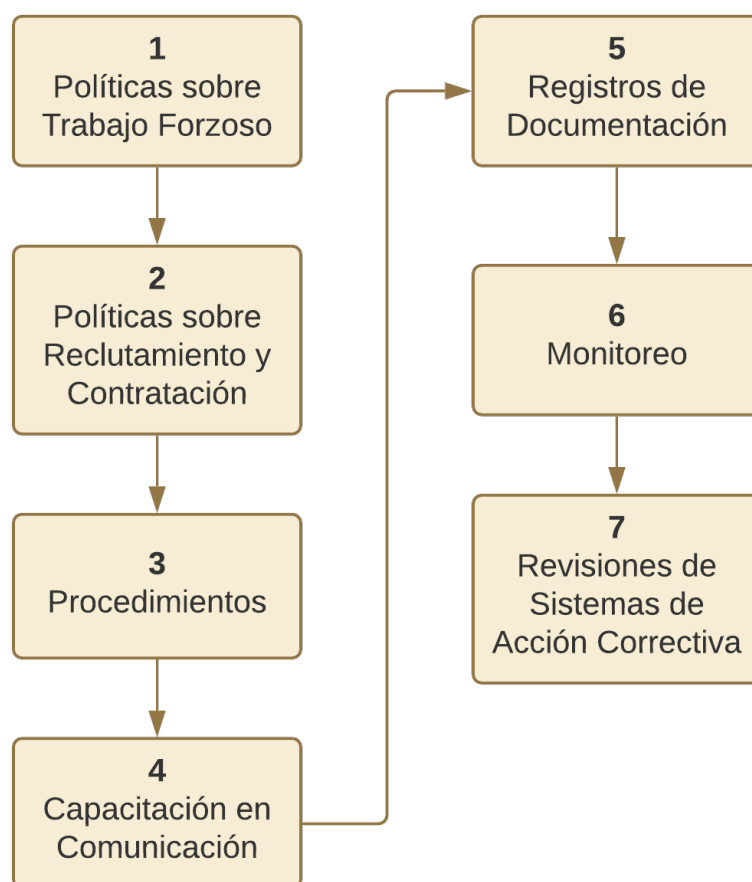 1
Políticas sobre
Trabajo Forzoso
2
Políticas sobre
Reclutamiento y
Contratación
3
Procedimientos
4
Capacitación en
Comunicación
5
Registros de
Documentación
6
Monitoreo
7
Revisiones de
Sistemas de
Acción Correctiva